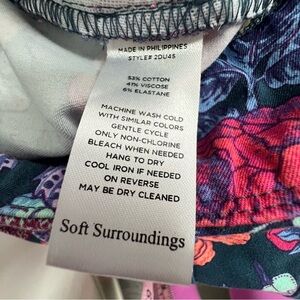 MADE IN PHILIPPINES
STYLE# 2DU45
53% COTTON
41% VISCOSE
6% ELASTANE
MACHINE WASH COLD
WITH SIMILAR COLORS
GENTLE CYCLE
ONLY NON-CHLORINE
BLEACH WHEN NEEDED
HANG TO DRY
COOL IRON IF NEEDED
ON REVERSE
MAY BE DRY CLEANED
Soft Surroundings